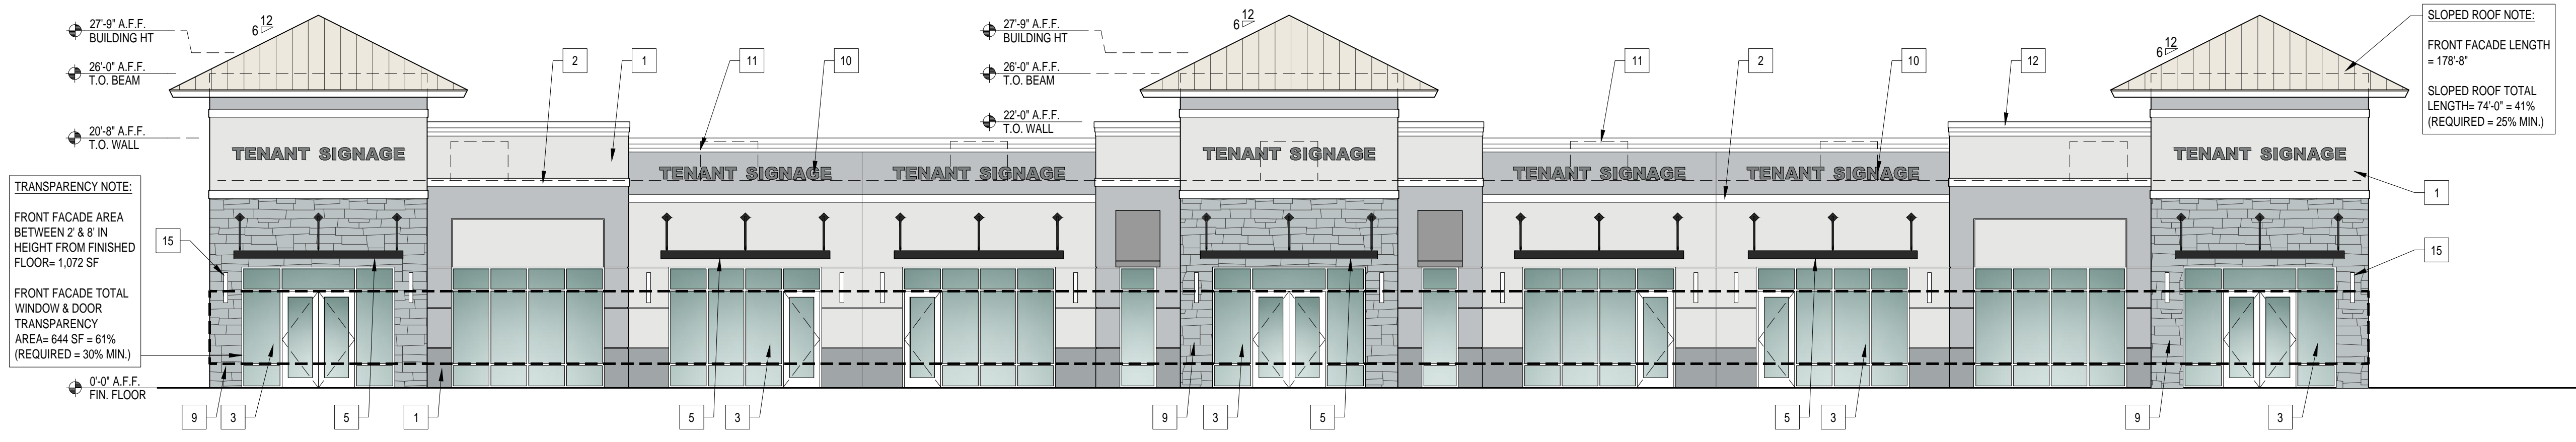 27'-9" A.F.F.
BUILDING HT
26'-0" A.F.F.
T.O. BEAM
20'-8" A.F.F.
T.O. WALL
12
6
2
1
11
10
27'-9" A.F.F.
BUILDING HT
26'-0" A.F.F.
T.O. BEAM
22'-0" A.F.F.
T.O. WALL
12
6
11
2
10
12
12
6
SLOPED ROOF NOTE:
FRONT FACADE LENGTH
= 178'-8"
SLOPED ROOF TOTAL
LENGTH= 74'-0" = 41%
(REQUIRED = 25% MIN.)
TENANT SIGNAGE
TENANT SIGNAGE
TENANT SIGNAGE
TENANT SIGNAGE
TENANT SIGNAGE
TENANT SIGNAGE
TENANT SIGNAGE
1
15
TRANSPARENCY NOTE:
FRONT FACADE AREA
BETWEEN 2' & 8' IN
HEIGHT FROM FINISHED
FLOOR= 1,072 SF
FRONT FACADE TOTAL
WINDOW & DOOR
TRANSPARENCY
AREA= 644 SF = 61%
(REQUIRED = 30% MIN.)
15
0'-0" A.F.F.
FIN. FLOOR
9
3
5
1
5
3
9
3
5
5
3
9
3